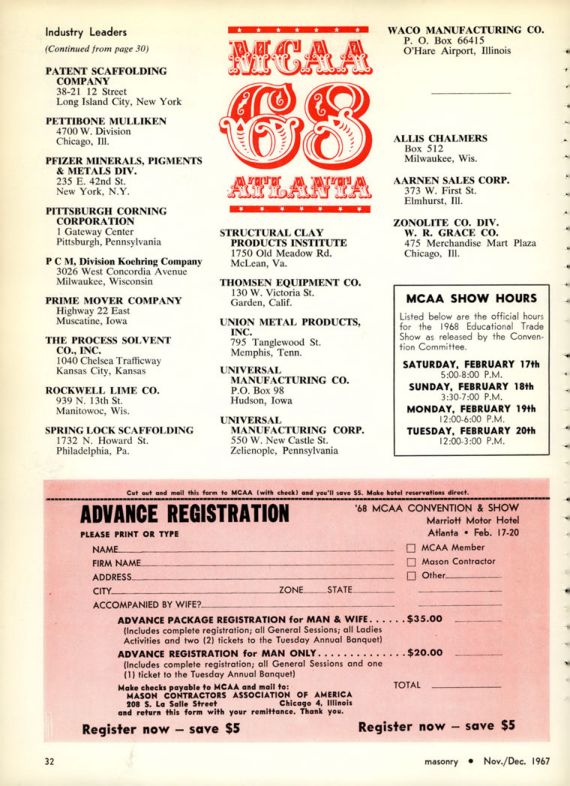 Industry Leaders
(Continued from page 30)
PATENT SCAFFOLDING
COMPANY
38-21 12 Street
Long Island City, New York
PETTIBONE MULLIKEN
4700 W. Division
Chicago, Ill.
PFIZER MINERALS, PIGMENTS
& METALS DIV.
235 E. 42nd St.
New York, N.Y.
PITTSBURGH CORNING
CORPORATION
1 Gateway Center
Pittsburgh, Pennsylvania
P C M, Division Koehring Company
3026 West Concordia Avenue
Milwaukee, Wisconsin
PRIME MOVER COMPANY
Highway 22 East
Muscatine, Iowa
THE PROCESS SOLVENT
CO., INC.
1040 Chelsea Trafficway
Kansas City, Kansas
ROCKWELL LIME CO.
939 N. 13th St.
Manitowoc, Wis.
SPRING LOCK SCAFFOLDING
1732 N. Howard St.
Philadelphia, Pa.
MCAA
68
ATLANTA
STRUCTURAL CLAY
PRODUCTS INSTITUTE
1750 Old Meadow Rd.
McLean, Va.
THOMSEN EQUIPMENT CO.
130 W. Victoria St.
Garden, Calif.
UNION METAL PRODUCTS,
INC.
795 Tanglewood St.
Memphis, Tenn.
UNIVERSAL
MANUFACTURING CO.
P.O. Box 98
Hudson, Iowa
UNIVERSAL
MANUFACTURING CORP.
550 W. New Castle St.
Zelienople, Pennsylvania
WACO MANUFACTURING CO.
P. O. Box 66415
O'Hare Airport, Illinois
ALLIS CHALMERS
Box 512
Milwaukee, Wis.
AARNEN SALES CORP.
373 W. First St.
Elmhurst, Ill.
ZONOLITE CO. DIV.
W. R. GRACE CO.
475 Merchandise Mart Plaza
Chicago, Ill.
MCAA SHOW HOURS
Listed below are the official hours
for the 1968 Educational Trade
Show as released by the Conven-
tion Committee.
SATURDAY, FEBRUARY 17th
5:00-8:00 P.M.
SUNDAY, FEBRUARY 18th
3:30-7:00 P.M.
MONDAY, FEBRUARY 19th
12:00-6:00 P.M.
TUESDAY, FEBRUARY 20th
12:00-3:00 P.M.
Cut out and mail this form to MCAA (with check) and you'll save $5. Make hotel reservations direct.
ADVANCE REGISTRATION
'68 MCAA CONVENTION & SHOW
Marriott Motor Hotel
Atlanta • Feb. 17-20
PLEASE PRINT OR TYPE
NAME
MCAA Member
FIRM NAME
Mason Contractor
ADDRESS
Other
CITY ZONE STATE
ACCOMPANIED BY WIFE?
ADVANCE PACKAGE REGISTRATION for MAN & WIFE......$35.00
(Includes complete registration; all General Sessions; all Ladies
Activities and two (2) tickets to the Tuesday Annual Banquet)
ADVANCE REGISTRATION for MAN ONLY..............$20.00
(Includes complete registration; all General Sessions and one
(1) ticket to the Tuesday Annual Banquet)
Make checks payable to MCAA and mail to:
MASON CONTRACTORS ASSOCIATION OF AMERICA
208 S. La Salle Street Chicago 4, Illinois
and return this form with your remittance. Thank you.
TOTAL
Register now — save $5
Register now — save $5
32
masonry • Nov./Dec. 1967